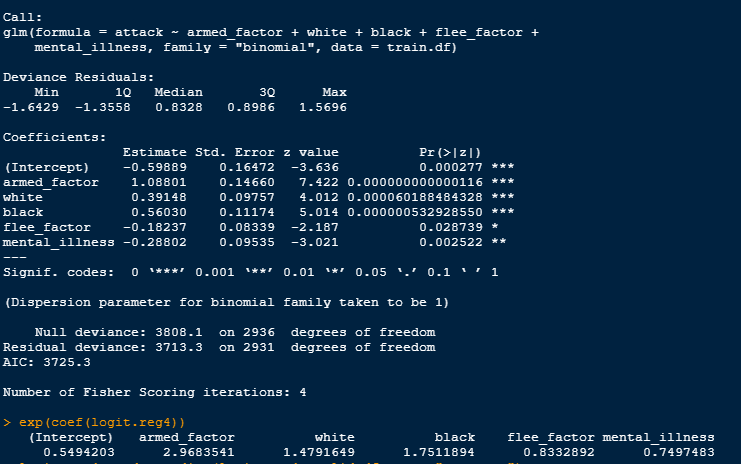 Call:
glm(formula = attack ~ armed_factor + white + black + flee_factor +
    mental_illness, family = "binomial", data = train.df)
Deviance Residuals:
    Min       1Q   Median       3Q      Max
-1.6429  -1.3558   0.8328   0.8986   1.5696
Coefficients:
               Estimate Std. Error z value          Pr(>|z|)
(Intercept)    -0.59889    0.16472  -3.636          0.000277 ***
armed_factor    1.08801    0.14660   7.422 0.000000000000116 ***
white           0.39148    0.09757   4.012 0.000060188484328 ***
black           0.56030    0.11174   5.014 0.000000532928550 ***
flee_factor    -0.18237    0.08339  -2.187          0.028739 *
mental_illness -0.28802    0.09535  -3.021          0.002522 **
---
Signif. codes:  0 ‘***’ 0.001 ‘**’ 0.01 ‘*’ 0.05 ‘.’ 0.1 ‘ ’ 1
(Dispersion parameter for binomial family taken to be 1)
    Null deviance: 3808.1  on 2936  degrees of freedom
Residual deviance: 3713.3  on 2931  degrees of freedom
AIC: 3725.3
Number of Fisher Scoring iterations: 4
> exp(coef(logit.reg4))
   (Intercept)   armed_factor          white          black    flee_factor mental_illness
     0.5494203      2.9683541      1.4791649      1.7511894      0.8332892      0.7497483